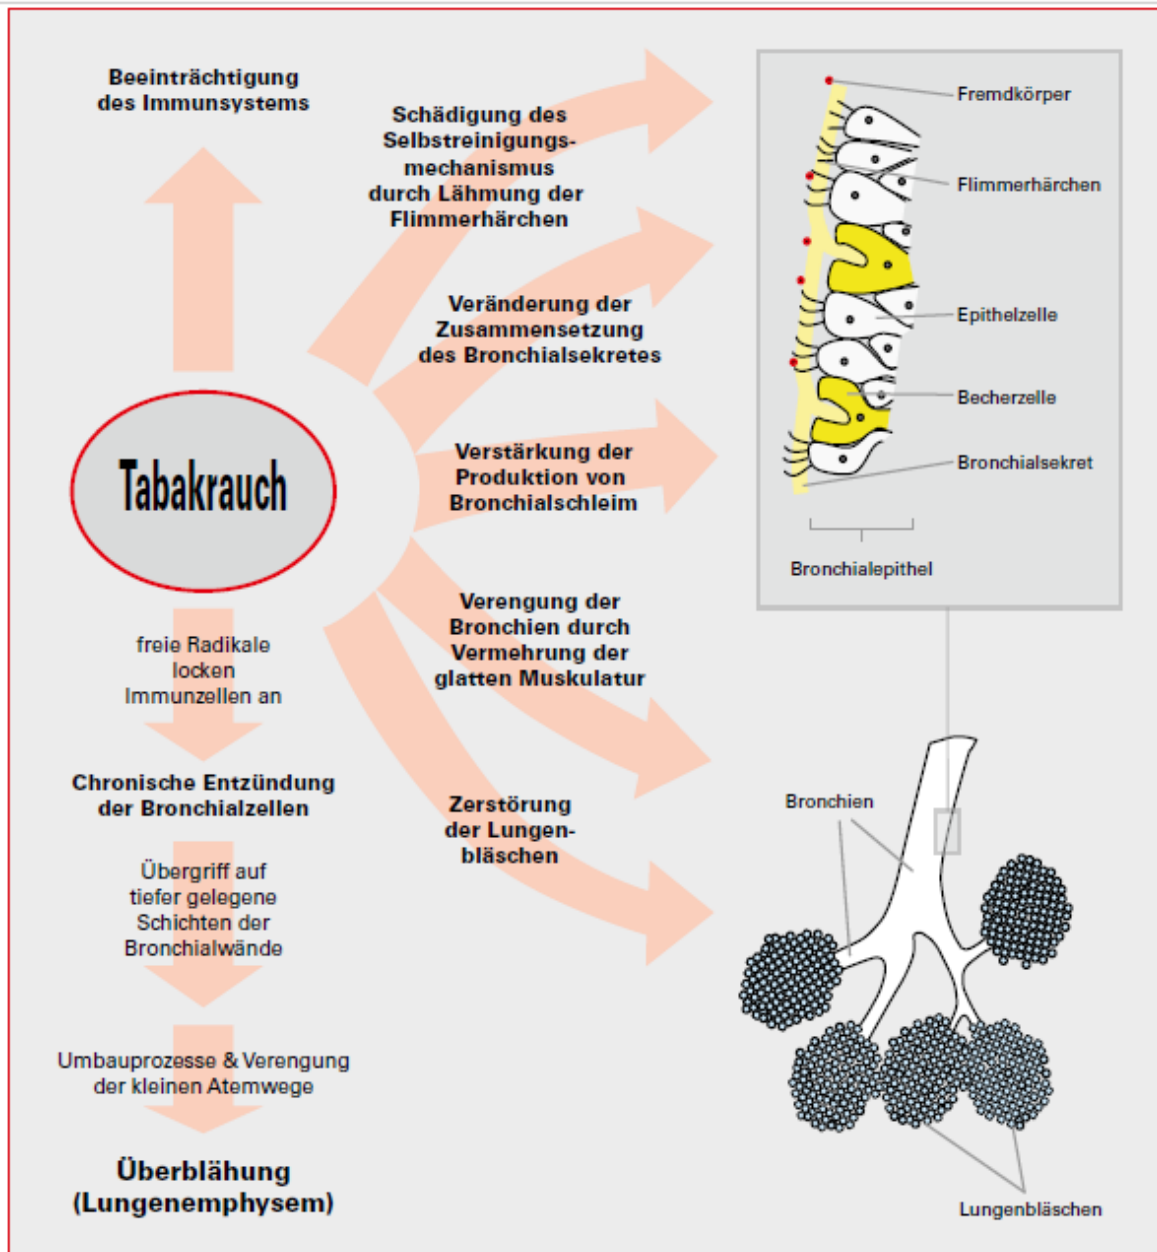 Beeinträchtigung
des Immunsystems
Schädigung des
Selbstreinigungs-
mechanismus
durch Lähmung der
Flimmerhärchen
Veränderung der
Zusammensetzung
des Bronchialsekretes
Tabakrauch
Verstärkung der
Produktion von
Bronchialschleim
Verengung der
Bronchien durch
Vermehrung der
glatten Muskulatur
Zerstörung
der Lungen-
bläschen
freie Radikale
locken
Immunzellen an
Chronische Entzündung
der Bronchialzellen
Übergriff auf
tiefer gelegene
Schichten der
Bronchialwände
Umbauprozesse & Verengung
der kleinen Atemwege
Überblähung
(Lungenemphysem)
Fremdkörper
Flimmerhärchen
Epithelzelle
Becherzelle
Bronchialsekret
Bronchialepithel
Bronchien
Lungenbläschen